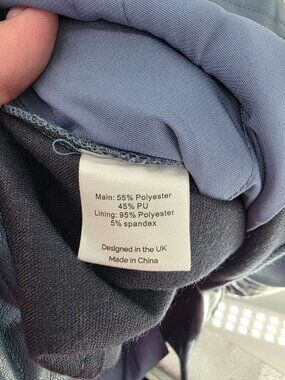 Main: 55% Polyester
45% PU
Lining: 95% Polyester
5% spandex
Designed in the UK
Made in China